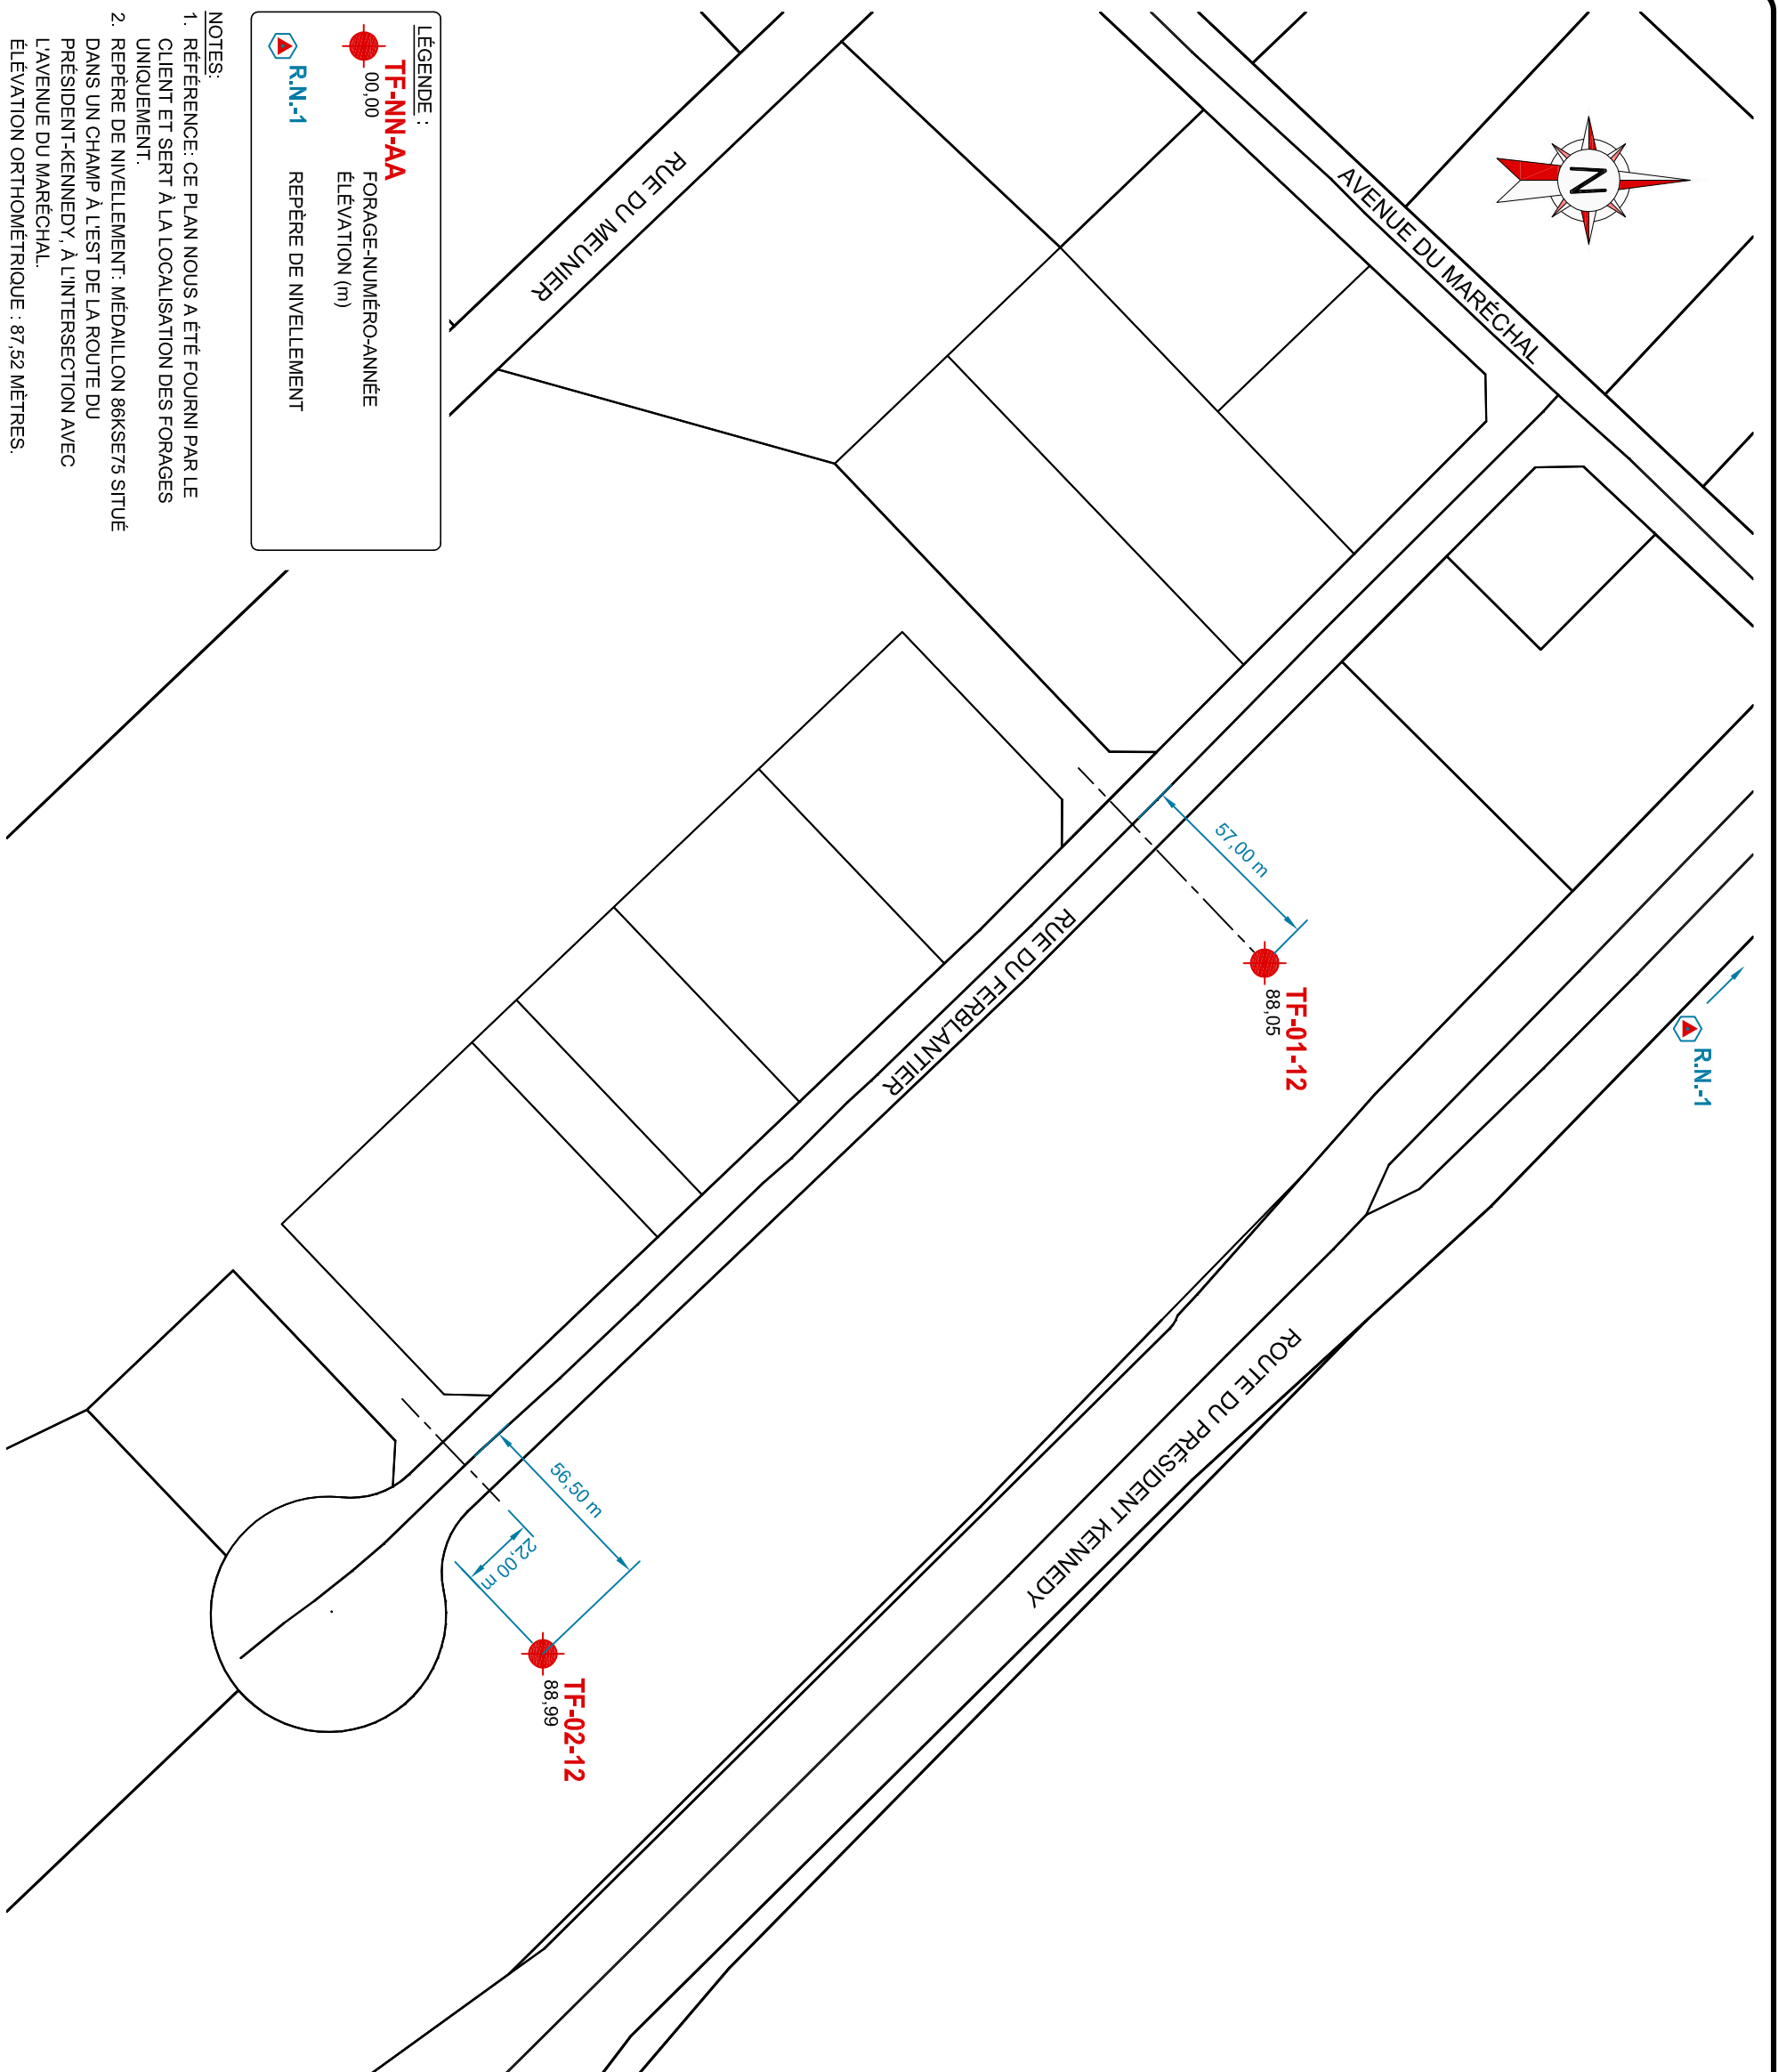 N
AVENUE DU MARÉCHAL
RUE DU MEUNIER
RUE DU FERBLANTIER
ROUTE DU PRÉSIDENT KENNEDY
R.N.-1
57,00 m
TF-01-12
88,05
56,50 m
22,00 m
TF-02-12
88,99
LÉGENDE :
TF-NN-AA
00,00
FORAGE-NUMÉRO-ANNÉE
ÉLÉVATION (m)
R.N.-1
REPÈRE DE NIVELLEMENT
NOTES:
1. RÉFÉRENCE: CE PLAN NOUS A ÉTÉ FOURNI PAR LE
CLIENT ET SERT À LA LOCALISATION DES FORAGES
UNIQUEMENT.
2. REPÈRE DE NIVELLEMENT: MÉDAILLON 86KSE75 SITUÉ
DANS UN CHAMP À L'EST DE LA ROUTE DU
PRÉSIDENT-KENNEDY, À L'INTERSECTION AVEC
L'AVENUE DU MARÉCHAL.
ÉLÉVATION ORTHOMÉTRIQUE : 87,52 MÈTRES.